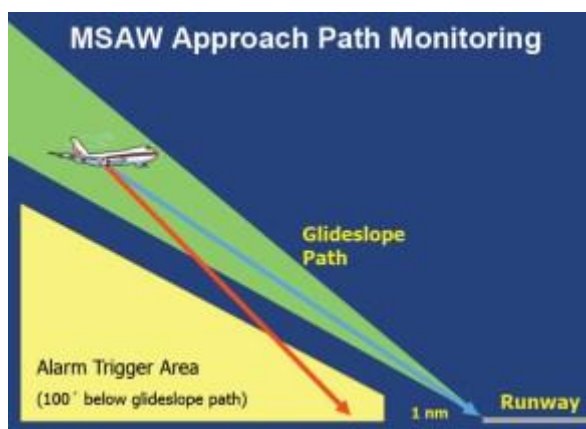 MSAW Approach Path Monitoring
Glideslope
Path
Alarm Trigger Area
(100´ below glideslope path)
1 nm
Runway